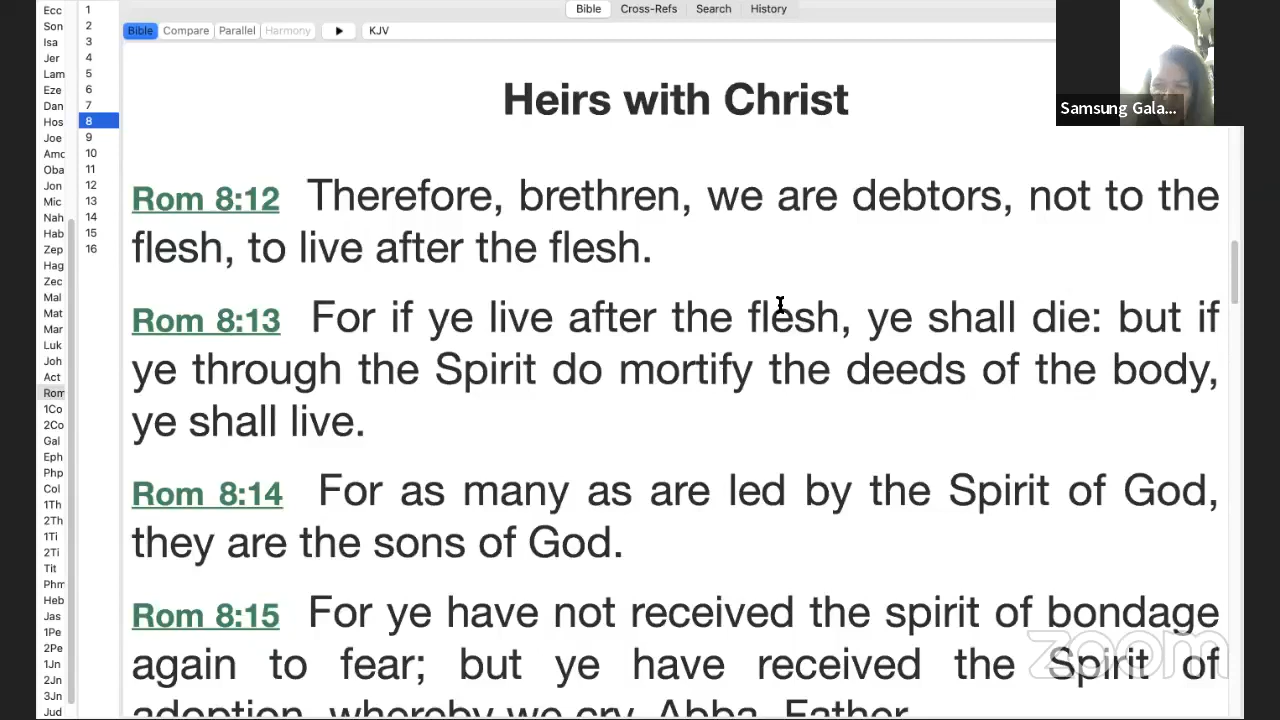 Bible Cross-Refs Search History
Bible Compare Parallel Harmony KJV
Ecc
Son
Isa
Jer
Lam
Eze
Dan
Hos
Joe
Amo
Oba
Jon
Mic
Nah
Hab
Zep
Hag
Zec
Mal
Mat
Mar
Luk
Joh
Act
Rom
1Co
2Co
Gal
Eph
Php
Col
1Th
2Th
1Ti
2Ti
Tit
Phm
Heb
Jas
1Pe
2Pe
1Jn
2Jn
3Jn
Jud
1
2
3
4
5
6
7
8
9
10
11
12
13
14
15
16
Heirs with Christ
Rom 8:12 Therefore, brethren, we are debtors, not to the
flesh, to live after the flesh.
Rom 8:13 For if ye live after the flesh, ye shall die: but if
ye through the Spirit do mortify the deeds of the body,
ye shall live.
Rom 8:14 For as many as are led by the Spirit of God,
they are the sons of God.
Rom 8:15 For ye have not received the spirit of bondage
again to fear; but ye have received the Spirit of
adoption, whereby we cry, Abba, Father.
Samsung Gala...
zoom